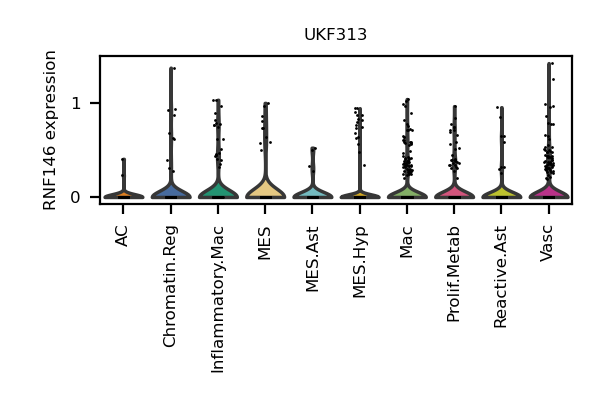 UKF313
RNF146 expression
1
0
AC
Chromatin.Reg
Inflammatory.Mac
MES
MES.Ast
MES.Hyp
Mac
Prolif.Metab
Reactive.Ast
Vasc